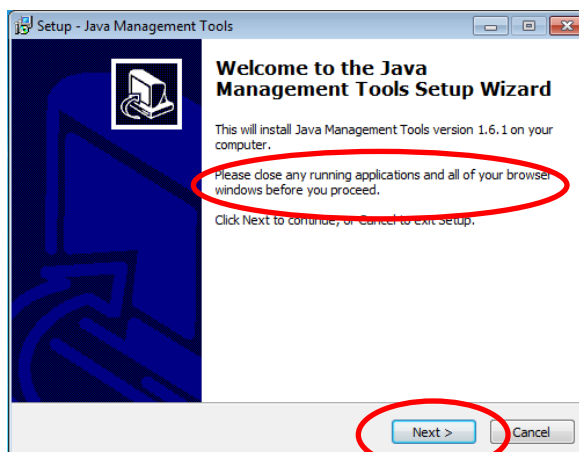 Setup - Java Management Tools
Welcome to the Java
Management Tools Setup Wizard
This will install Java Management Tools version 1.6.1 on your
computer.
Please close any running applications and all of your browser
windows before you proceed.
Click Next to continue, or Cancel to exit Setup.
Next >
Cancel